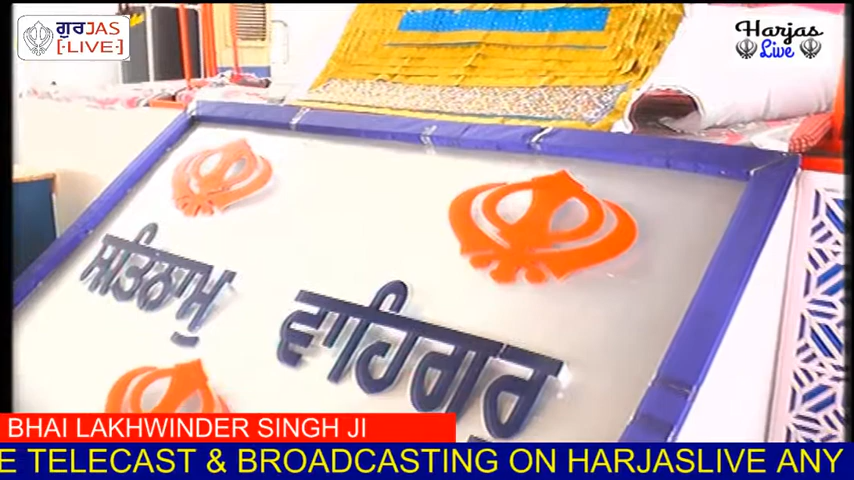 ਗੁਰJAS
[·LIVE·]
Harjas
Live
ਸਤਿਨਾਮੁ ਵਾਹਿਗੁਰੂ
BHAI LAKHWINDER SINGH JI
E TELECAST & BROADCASTING ON HARJASLIVE ANY